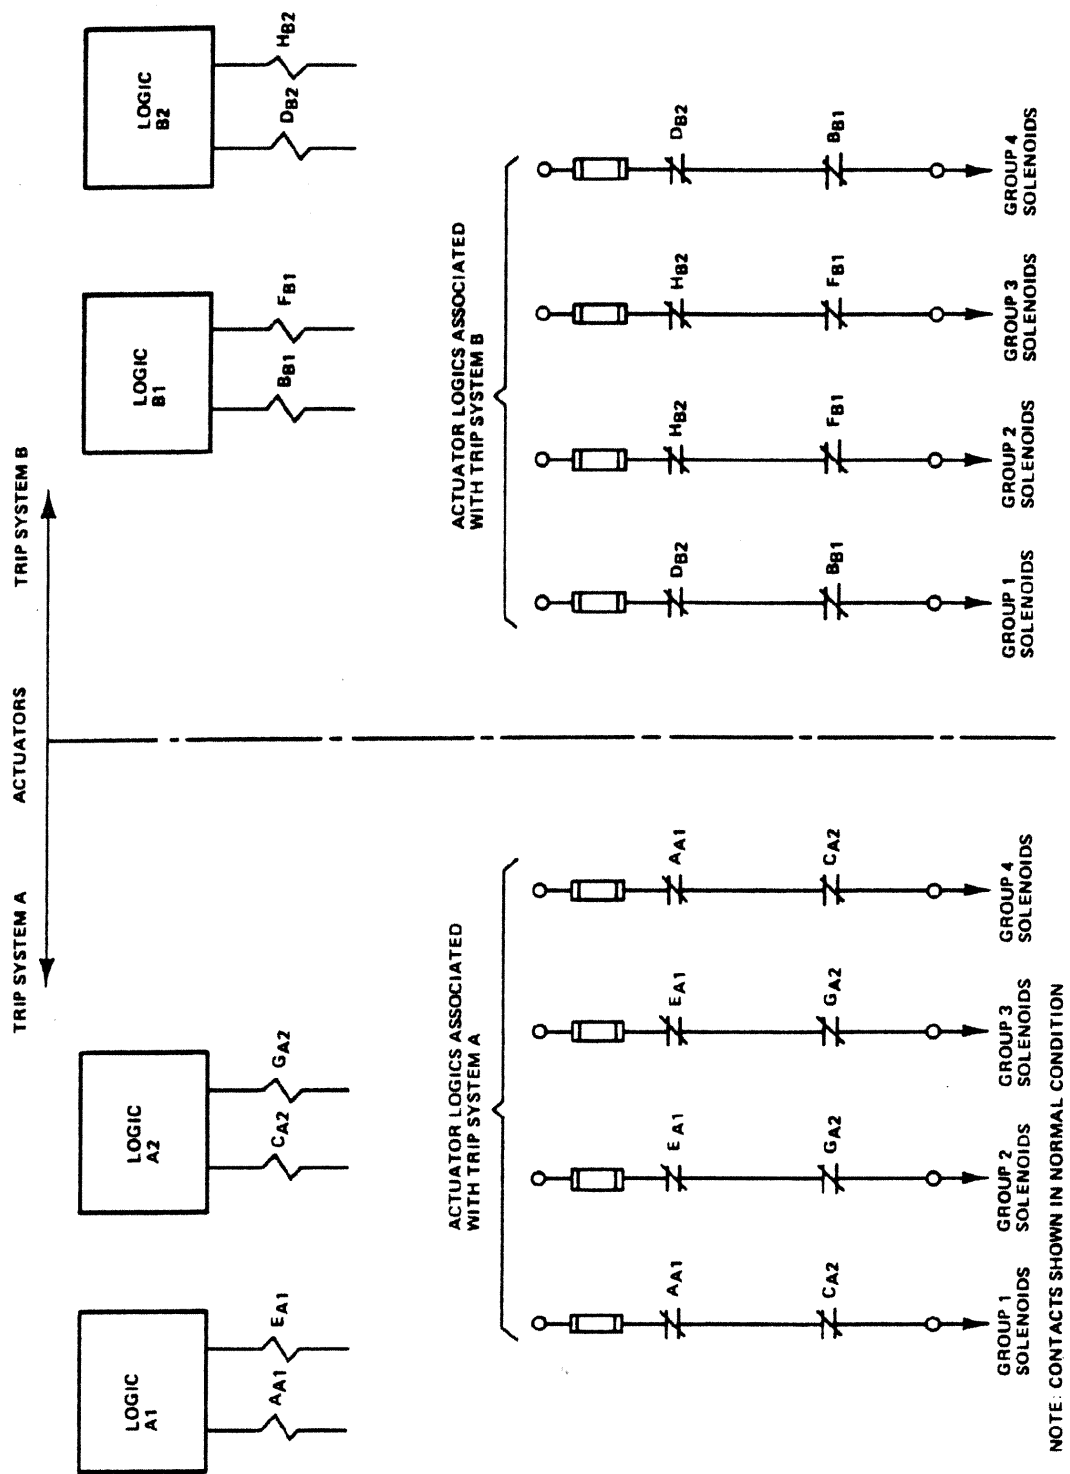 TRIP SYSTEM A
ACTUATORS
TRIP SYSTEM B
LOGIC
A1
LOGIC
A2
LOGIC
B1
LOGIC
B2
AA1
EA1
CA2
GA2
BB1
FB1
DB2
HB2
ACTUATOR LOGICS ASSOCIATED
WITH TRIP SYSTEM A
ACTUATOR LOGICS ASSOCIATED
WITH TRIP SYSTEM B
AA1
EA1
EA1
AA1
DB2
HB2
HB2
DB2
CA2
GA2
GA2
CA2
BB1
FB1
FB1
BB1
GROUP 1
SOLENOIDS
GROUP 2
SOLENOIDS
GROUP 3
SOLENOIDS
GROUP 4
SOLENOIDS
GROUP 1
SOLENOIDS
GROUP 2
SOLENOIDS
GROUP 3
SOLENOIDS
GROUP 4
SOLENOIDS
NOTE: CONTACTS SHOWN IN NORMAL CONDITION